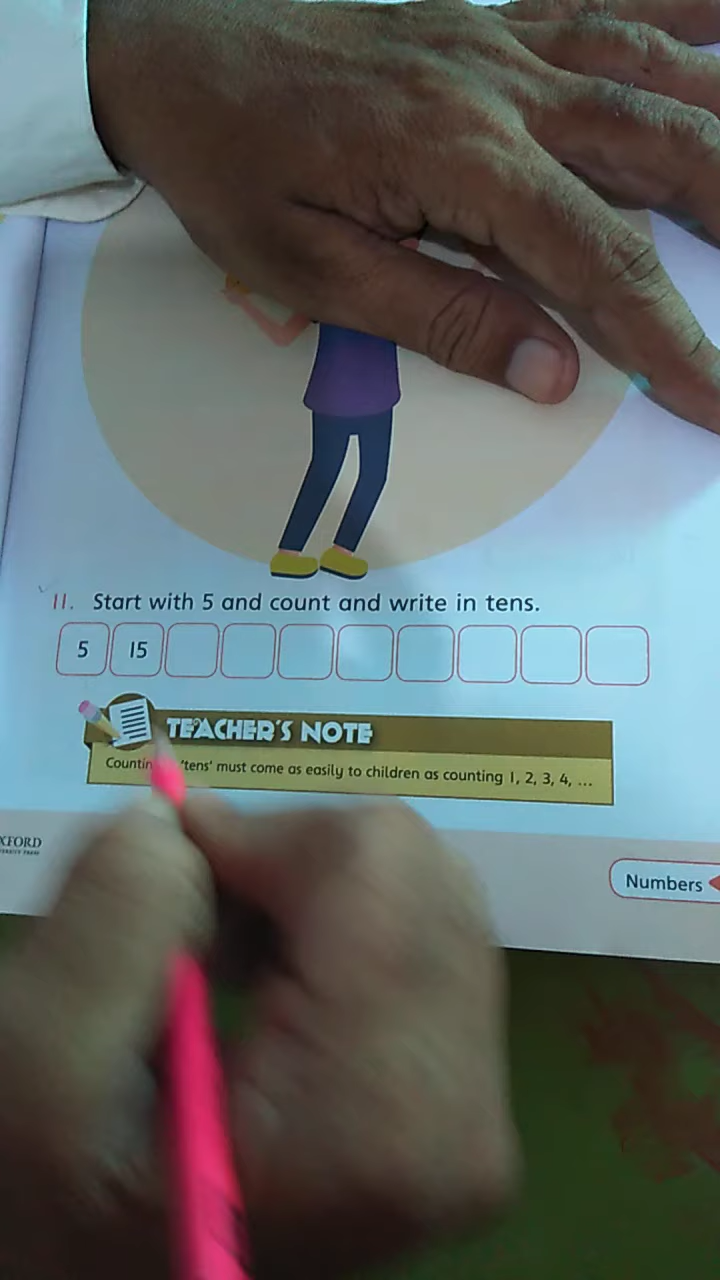 11. Start with 5 and count and write in tens.
5 15
TEACHER'S NOTE
'tens' must come as easily to children as counting 1, 2, 3, 4, ...
Numbers